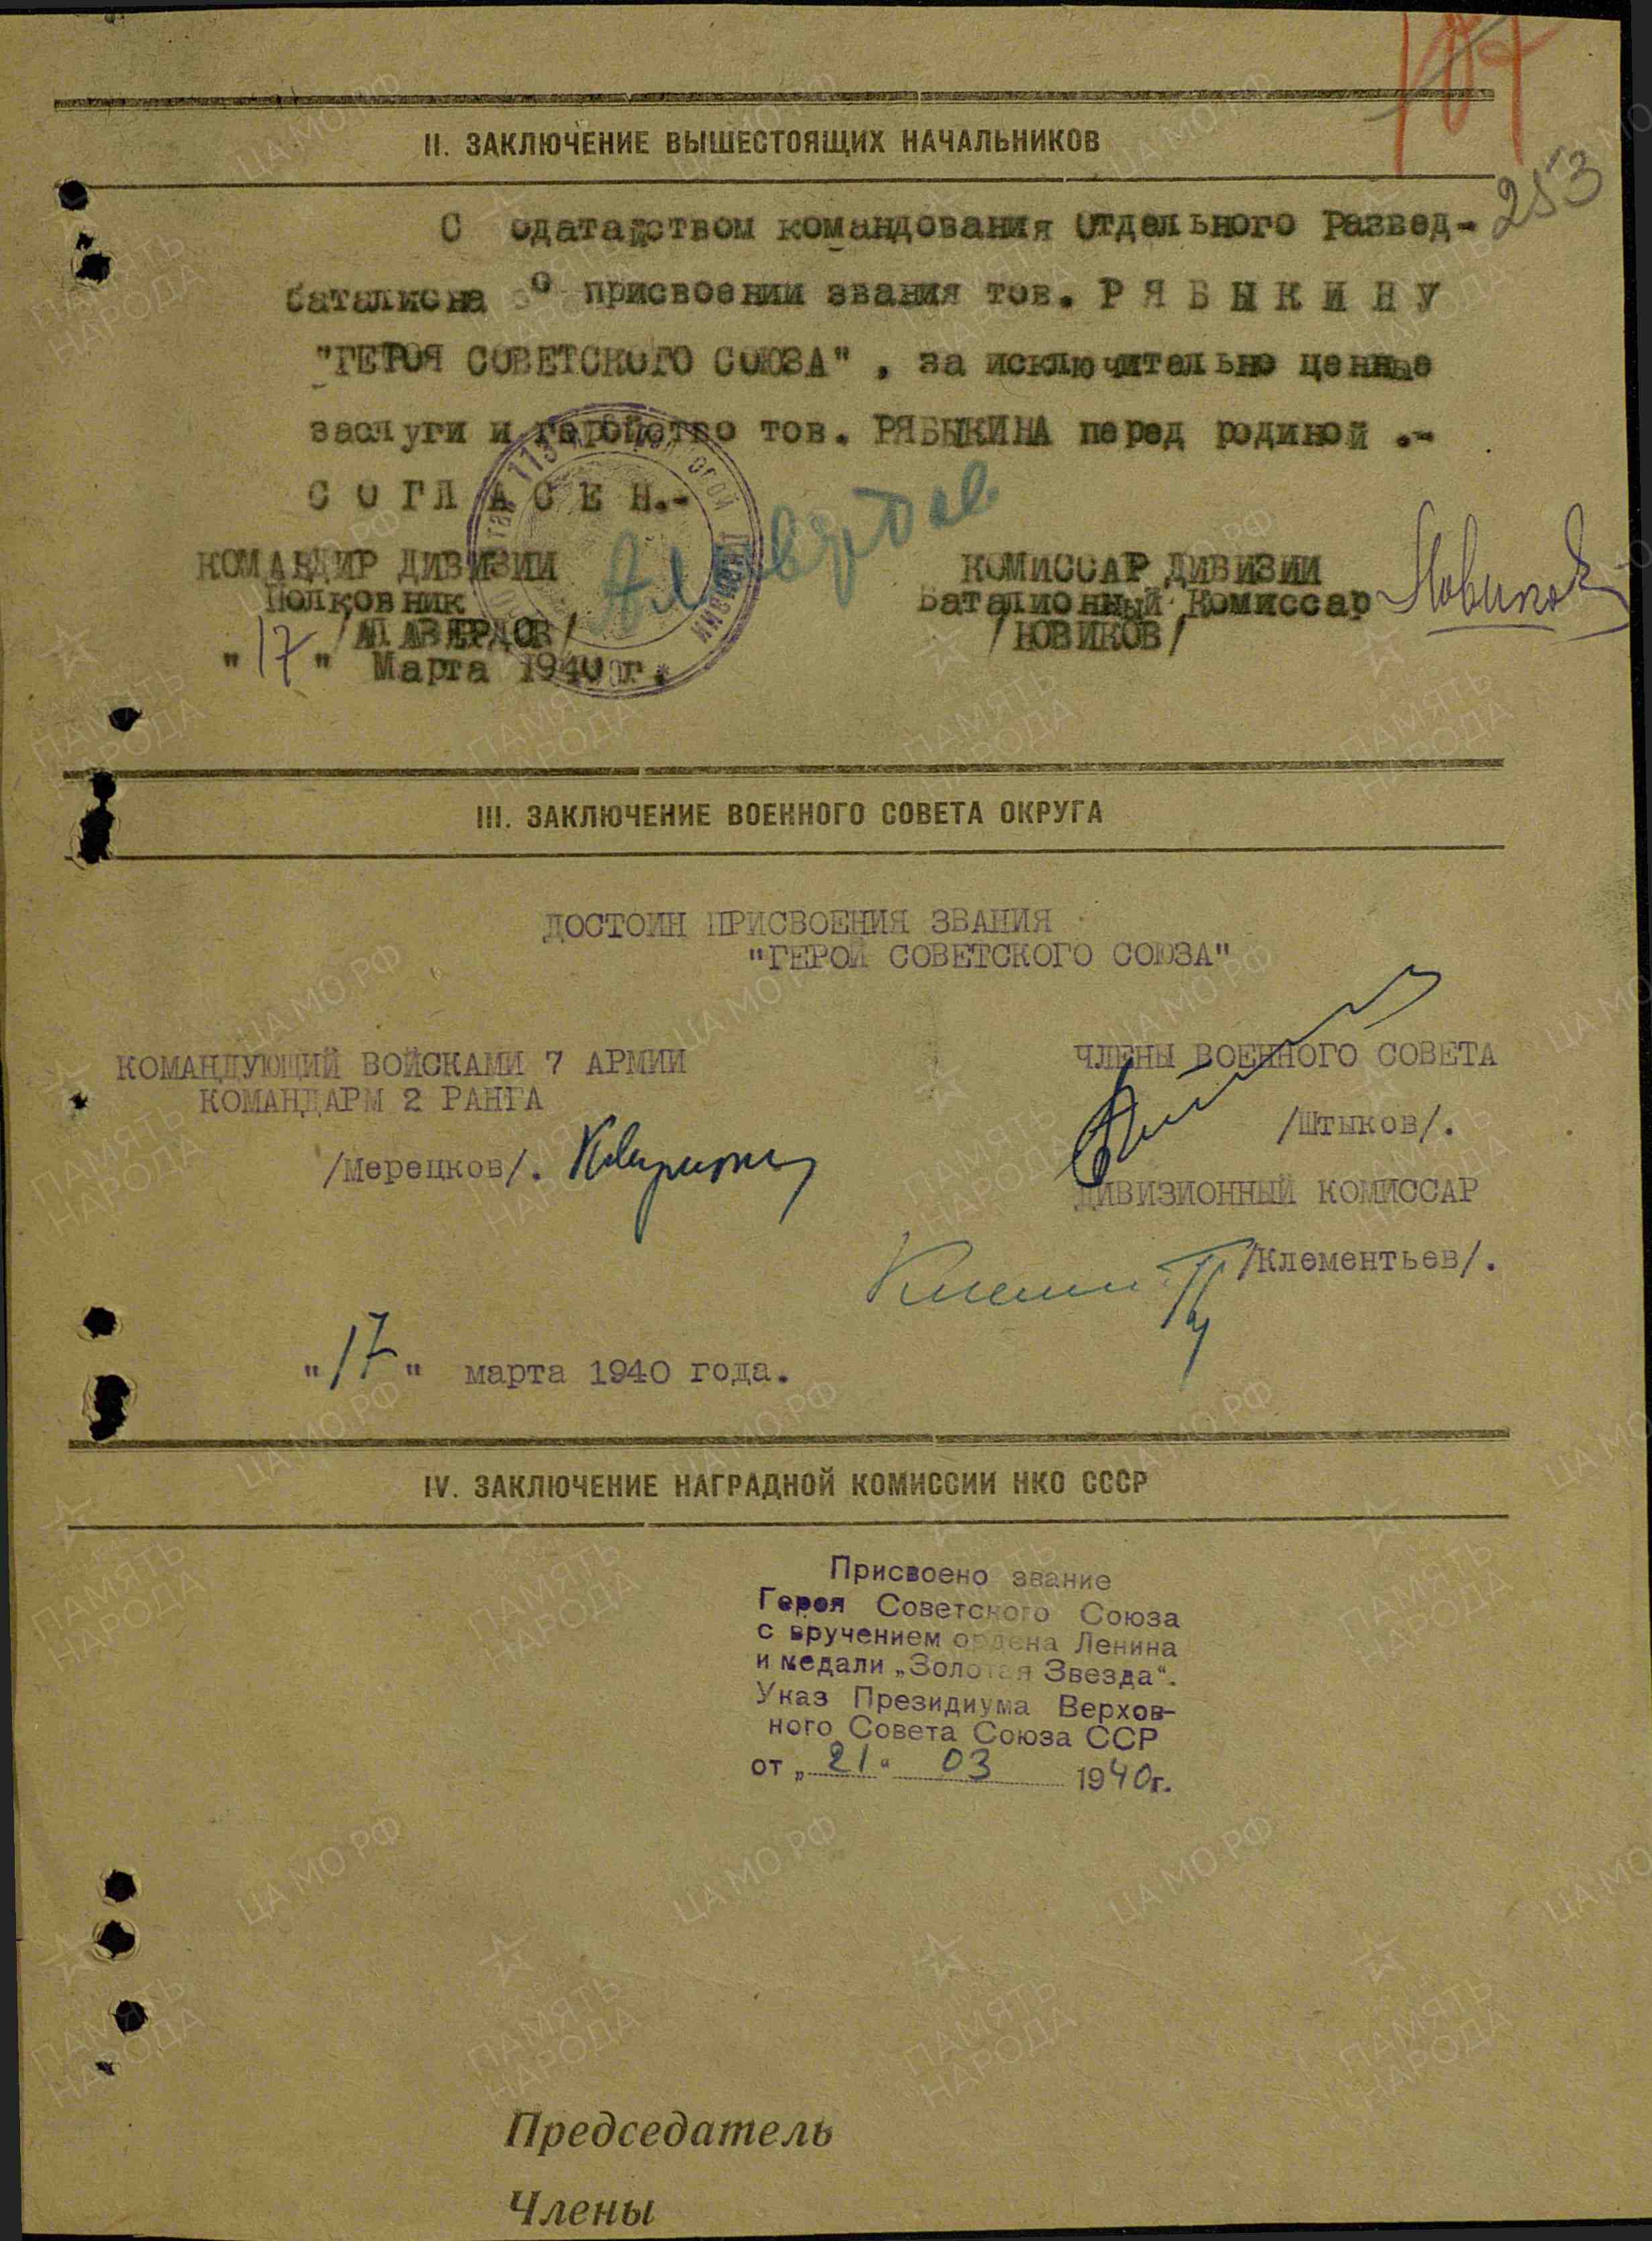 107
253
II. ЗАКЛЮЧЕНИЕ ВЫШЕСТОЯЩИХ НАЧАЛЬНИКОВ
С одатайством командования Отдельного Развед-
баталиона о присвоении звания тов. Р Я Б Ы К И Н У
"ГЕРОЯ СОВЕТСКОГО СОЮЗА" , за исключительно ценные
заслуги и геройство тов. РЯБЫКИНА перед родиной .-
С О Г Л А С Е Н.-
КОМАНДИР ДИВИЗИИ КОМИССАР ДИВИЗИИ
Полковник Баталионный Комиссар Новиков
/АЛАВЕРДОВ/ /НОВИКОВ/
"17" Марта 1940 г.
III. ЗАКЛЮЧЕНИЕ ВОЕННОГО СОВЕТА ОКРУГА
ДОСТОИН ПРИСВОЕНИЯ ЗВАНИЯ
"ГЕРОЙ СОВЕТСКОГО СОЮЗА"
КОМАНДУЮЩИЙ ВОЙСКАМИ 7 АРМИИ ЧЛЕНЫ ВОЕННОГО СОВЕТА
КОМАНДАРМ 2 РАНГА
/Штыков/.
/Мерецков/.
ДИВИЗИОННЫЙ КОМИССАР
/Клементьев/.
"17" марта 1940 года.
IV. ЗАКЛЮЧЕНИЕ НАГРАДНОЙ КОМИССИИ НКО СССР
Присвоено звание
Героя Советского Союза
с вручением ордена Ленина
и медали „Золотая Звезда".
Указ Президиума Верхов-
ного Совета Союза ССР
от „21" 03 1940г.
Председатель
Члены